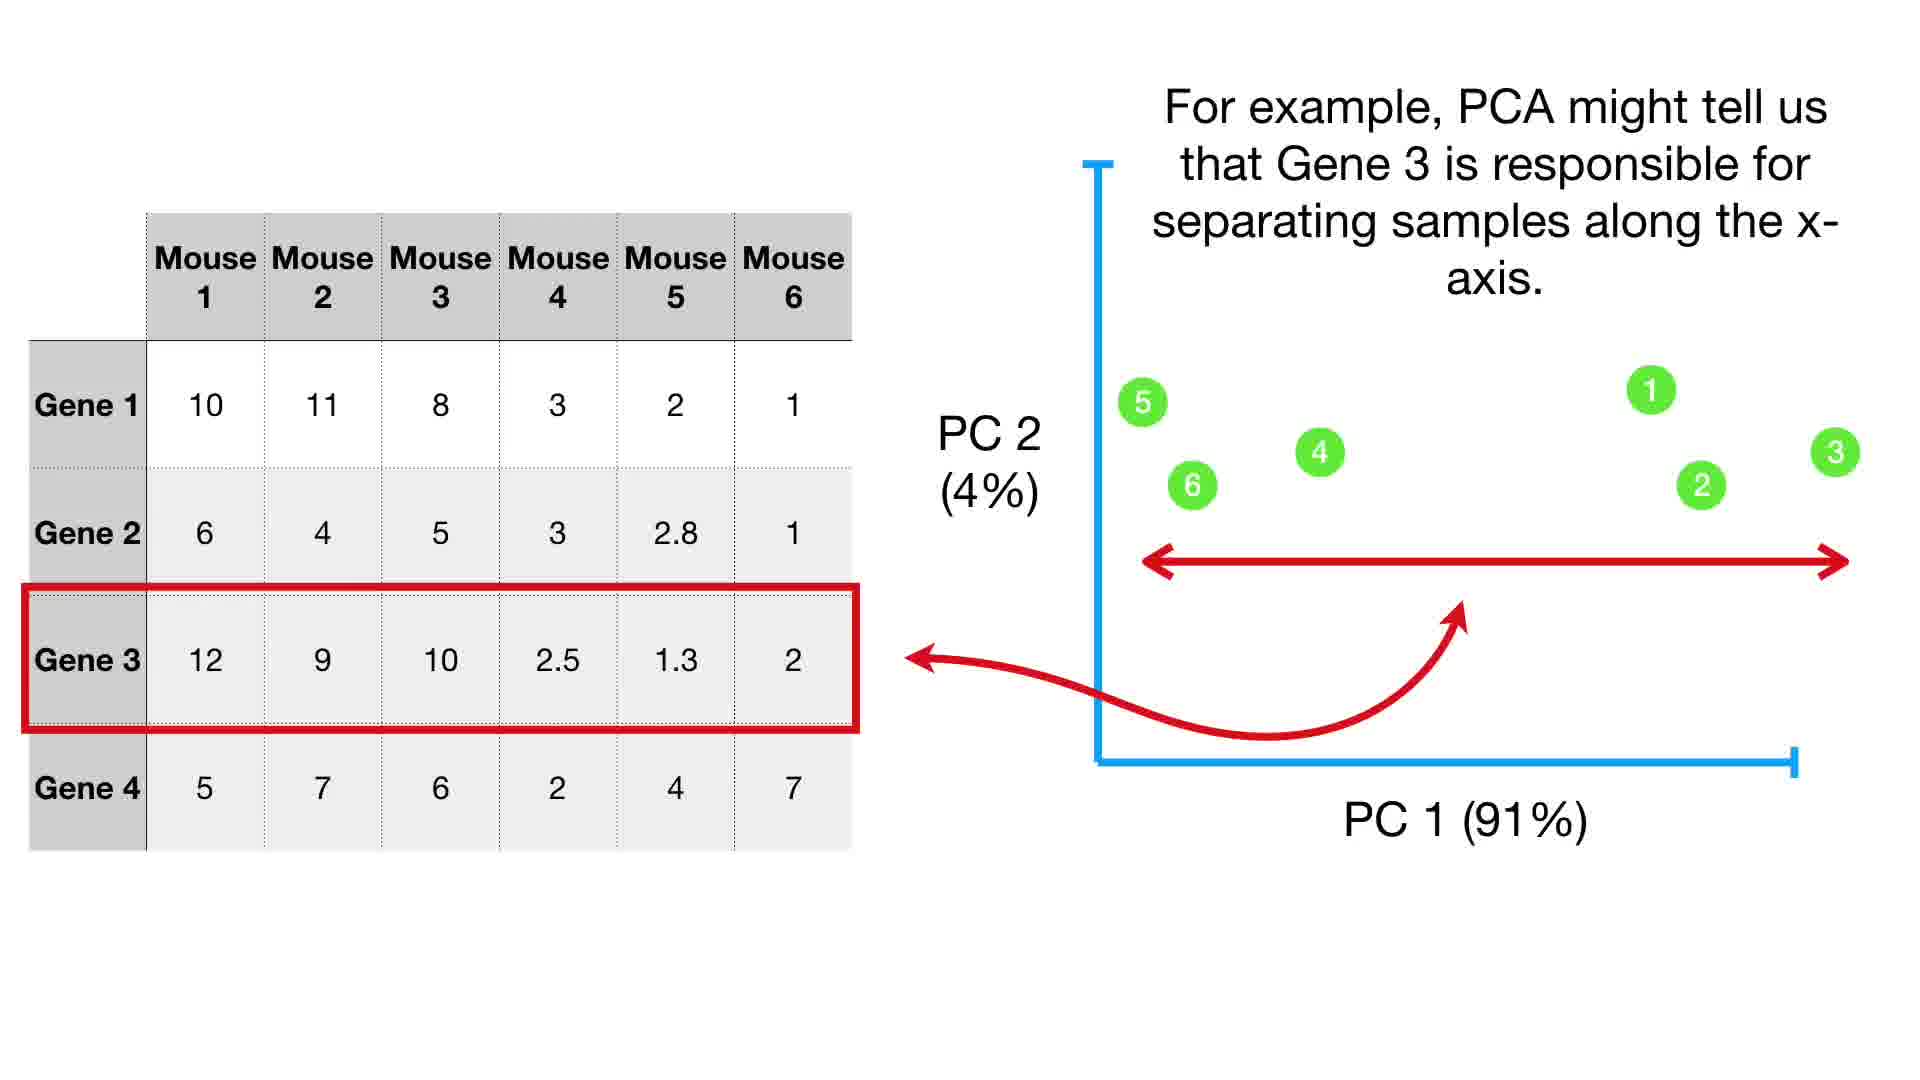 For example, PCA might tell us
that Gene 3 is responsible for
separating samples along the x-
axis.
Mouse 1 Mouse 2 Mouse 3 Mouse 4 Mouse 5 Mouse 6
Gene 1 10 11 8 3 2 1
Gene 2 6 4 5 3 2.8 1
Gene 3 12 9 10 2.5 1.3 2
Gene 4 5 7 6 2 4 7
PC 2
(4%)
5
6
4
1
2
3
PC 1 (91%)